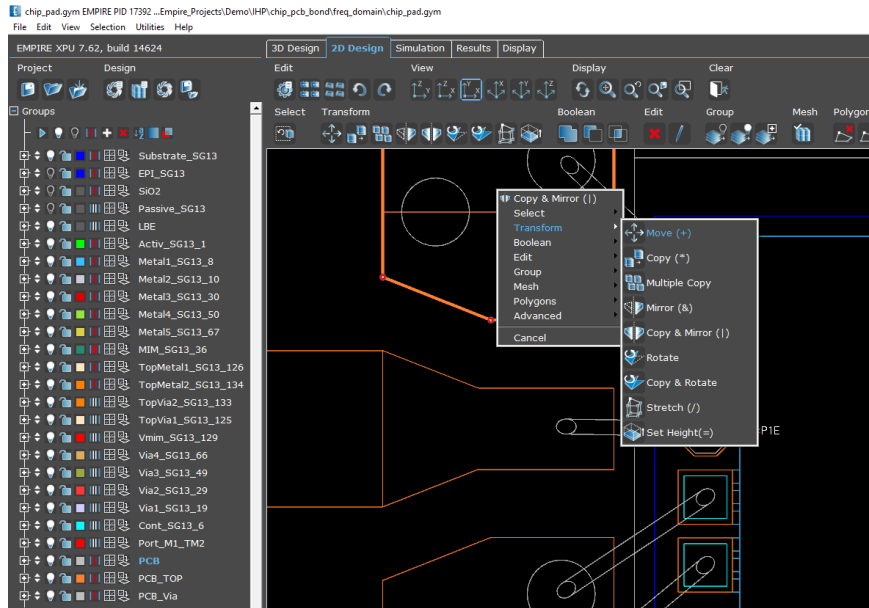 chip_pad.gym EMPIRE PID 17392 ...Empire_Projects\Demo\IHP\chip_pcb_bond\freq_domain\chip_pad.gym
File Edit View Selection Utilities Help
EMPIRE XPU 7.62, build 14624
3D Design 2D Design Simulation Results Display
Project Design Edit View Display Clear
Select Transform Boolean Edit Group Mesh Polygon
Groups
Substrate_SG13
EPI_SG13
SiO2
Passive_SG13
LBE
Activ_SG13_1
Metal1_SG13_8
Metal2_SG13_10
Metal3_SG13_30
Metal4_SG13_50
Metal5_SG13_67
MIM_SG13_36
TopMetal1_SG13_126
TopMetal2_SG13_134
TopVia2_SG13_133
TopVia1_SG13_125
Vmim_SG13_129
Via4_SG13_66
Via3_SG13_49
Via2_SG13_29
Via1_SG13_19
Cont_SG13_6
Port_M1_TM2
PCB
PCB_TOP
PCB_Via
Copy & Mirror (|)
Select
Transform
Boolean
Edit
Group
Mesh
Polygons
Advanced
Cancel
Move (+)
Copy (*)
Multiple Copy
Mirror (&)
Copy & Mirror (|)
Rotate
Copy & Rotate
Stretch (/)
Set Height(=)
P1E